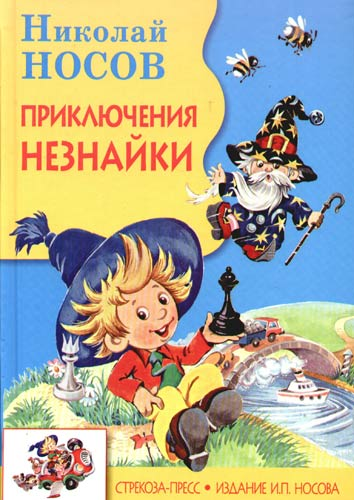 Николай
НОСОВ
ПРИКЛЮЧЕНИЯ
НЕЗНАЙКИ
СТРЕКОЗА-ПРЕСС • ИЗДАНИЕ И.П. НОСОВА